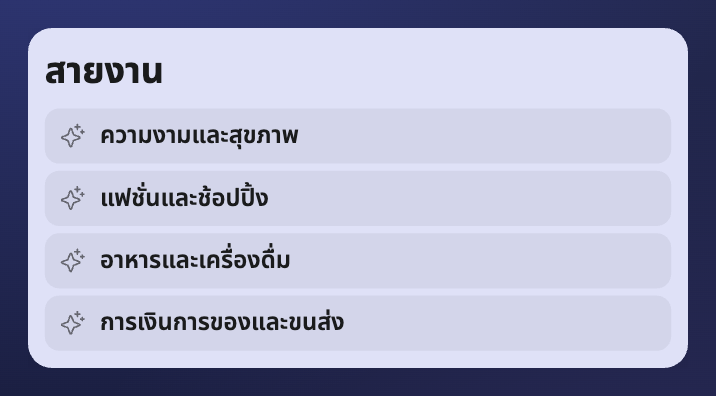 สายงาน
ความงามและสุขภาพ
แฟชั่นและช้อปปิ้ง
อาหารและเครื่องดื่ม
การเงินการของและขนส่ง